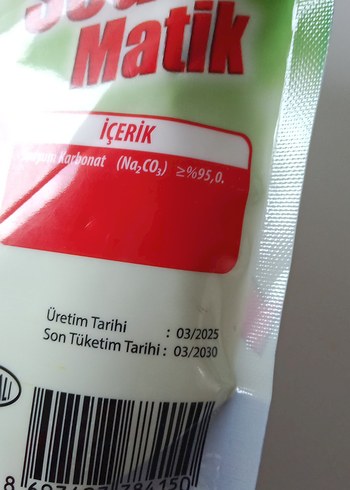 Matik
İÇERİK
Karbonat (Na₂CO₃) ≥%95,0.
Üretim Tarihi : 03/2025
Son Tüketim Tarihi : 03/2030